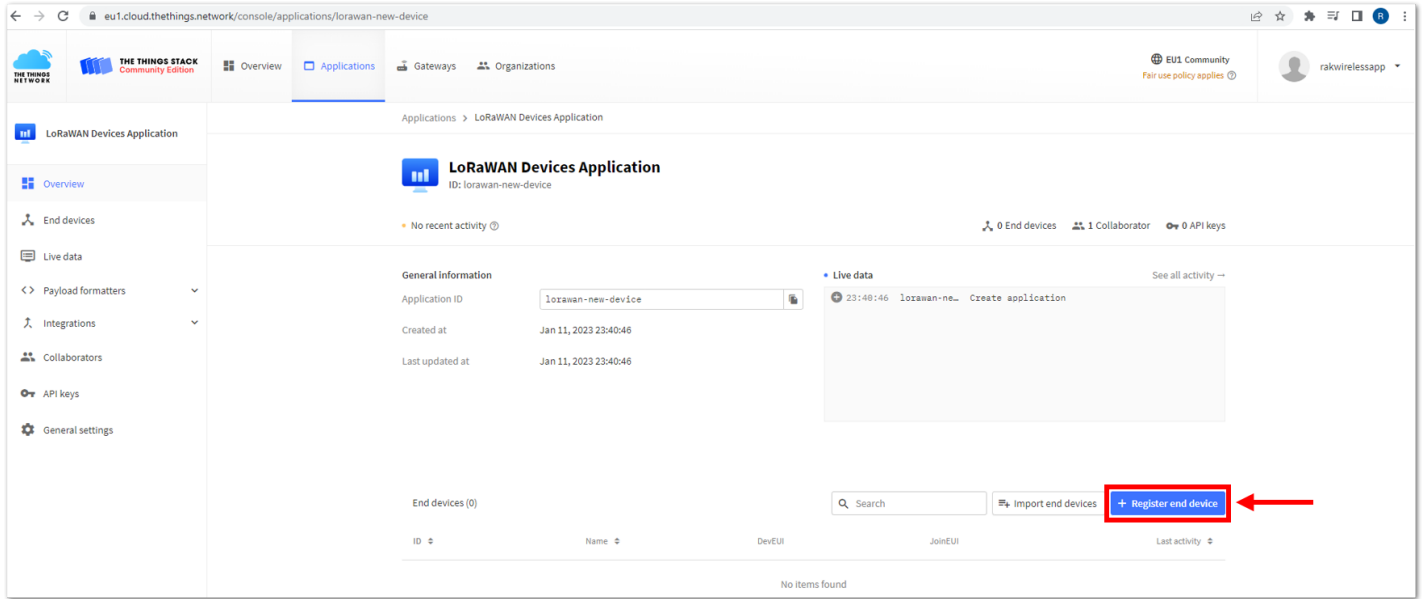 eu1.cloud.thethings.network/console/applications/lorawan-new-device
R
THE THINGS
NETWORK
THE THINGS STACK
Community Edition
Overview
Applications
Gateways
Organizations
EU1 Community
Fair use policy applies
rakwirelessapp
LoRaWAN Devices Application
Overview
End devices
Live data
Payload formatters
Integrations
Collaborators
API keys
General settings
Applications > LoRaWAN Devices Application
LoRaWAN Devices Application
ID: lorawan-new-device
No recent activity
0 End devices
1 Collaborator
0 API keys
General information
Application ID
lorawan-new-device
Created at
Jan 11, 2023 23:40:46
Last updated at
Jan 11, 2023 23:40:46
Live data
See all activity →
23:40:46 lorawan-ne… Create application
End devices (0)
Search
Import end devices
+ Register end device
ID
Name
DevEUI
JoinEUI
Last activity
No items found